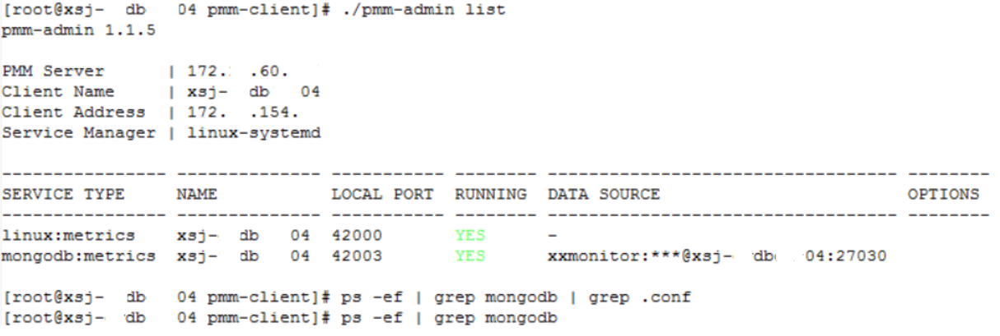 [root@xsj- db 04 pmm-client]# ./pmm-admin list
pmm-admin 1.1.5
PMM Server | 172. .60.
Client Name | xsj- db 04
Client Address | 172. .154.
Service Manager | linux-systemd
---------------- -------------- ----------- -------- ---------------------------------- --------
SERVICE TYPE NAME LOCAL PORT RUNNING DATA SOURCE OPTIONS
---------------- -------------- ----------- -------- ---------------------------------- --------
linux:metrics xsj- db 04 42000 YES -
mongodb:metrics xsj- db 04 42003 YES xxmonitor:***@xsj- db 04:27030
[root@xsj- db 04 pmm-client]# ps -ef | grep mongodb | grep .conf
[root@xsj- db 04 pmm-client]# ps -ef | grep mongodb